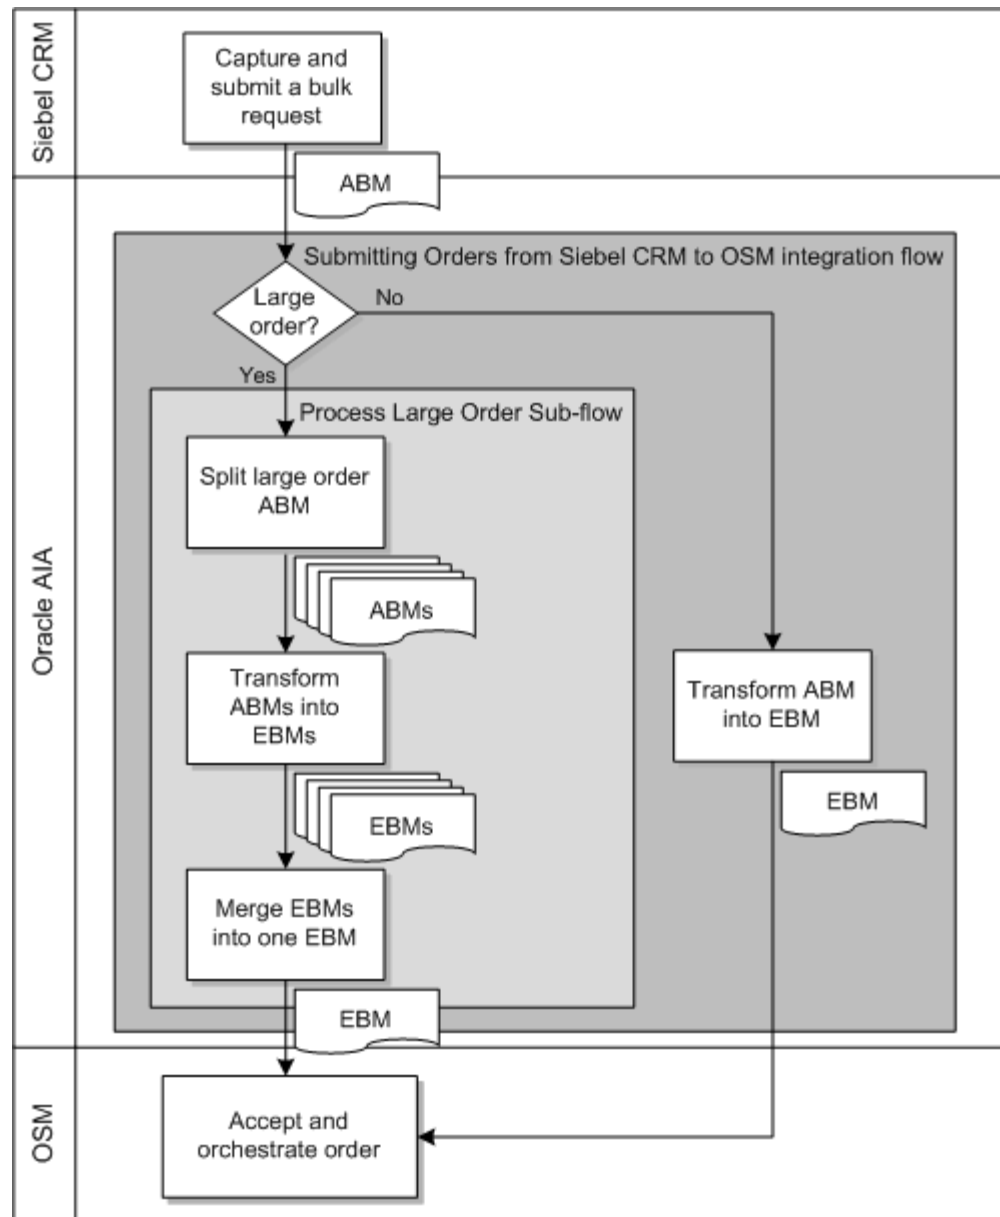 Siebel CRM
Capture and
submit a bulk
request
ABM
Oracle AIA
Submitting Orders from Siebel CRM to OSM integration flow
Large
order?
No
Yes
Process Large Order Sub-flow
Split large order
ABM
ABMs
Transform
ABMs into
EBMs
Transform ABM
into EBM
EBMs
EBM
Merge EBMs
into one EBM
EBM
OSM
Accept and
orchestrate order